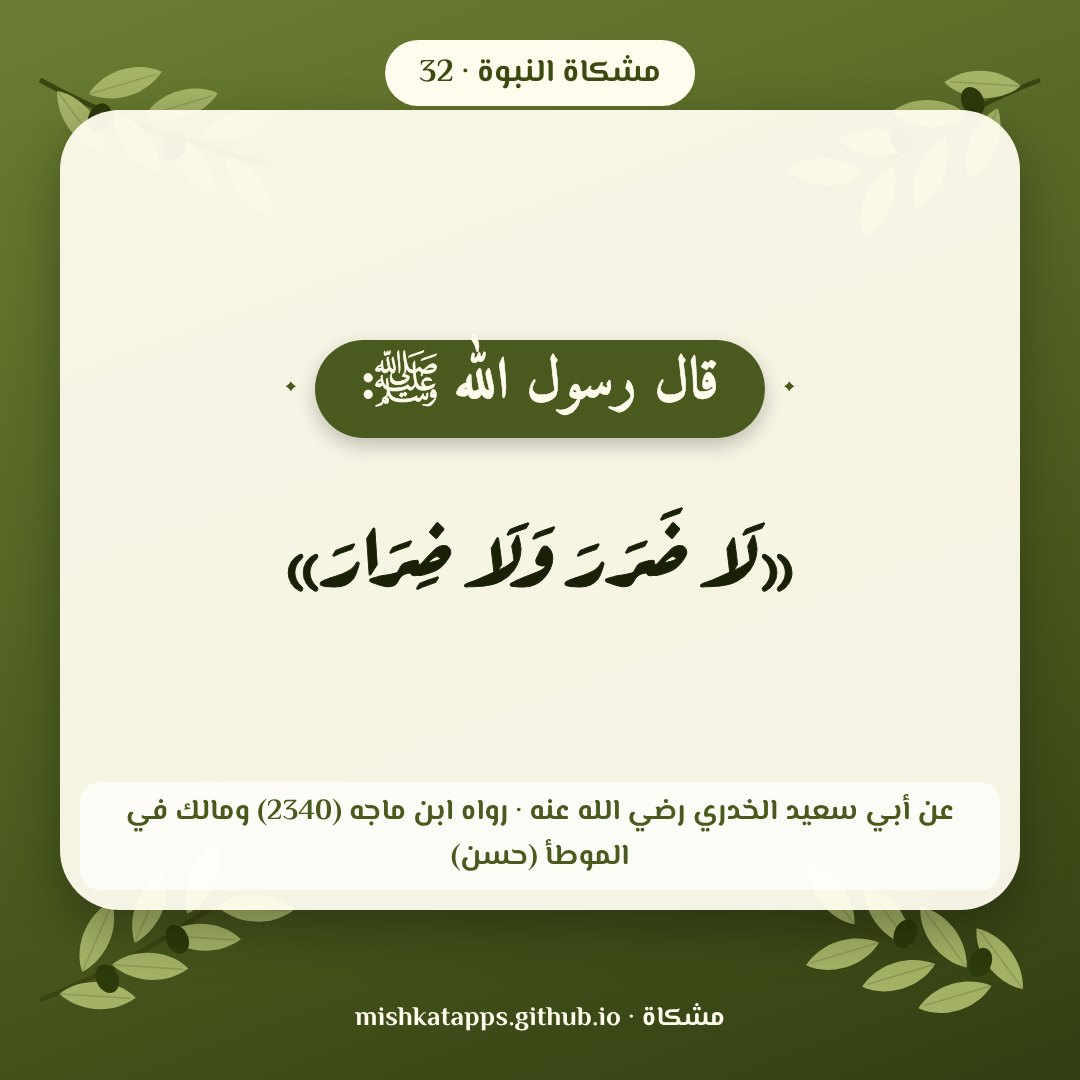 مشكاة النبوة · 32
قال رسول الله ﷺ:
«لَا ضَرَرَ وَلَا ضِرَارَ»
عن أبي سعيد الخدري رضي الله عنه · رواه ابن ماجه (2340) ومالك في
الموطأ (حسن)
مشكاة · mishkatapps.github.io